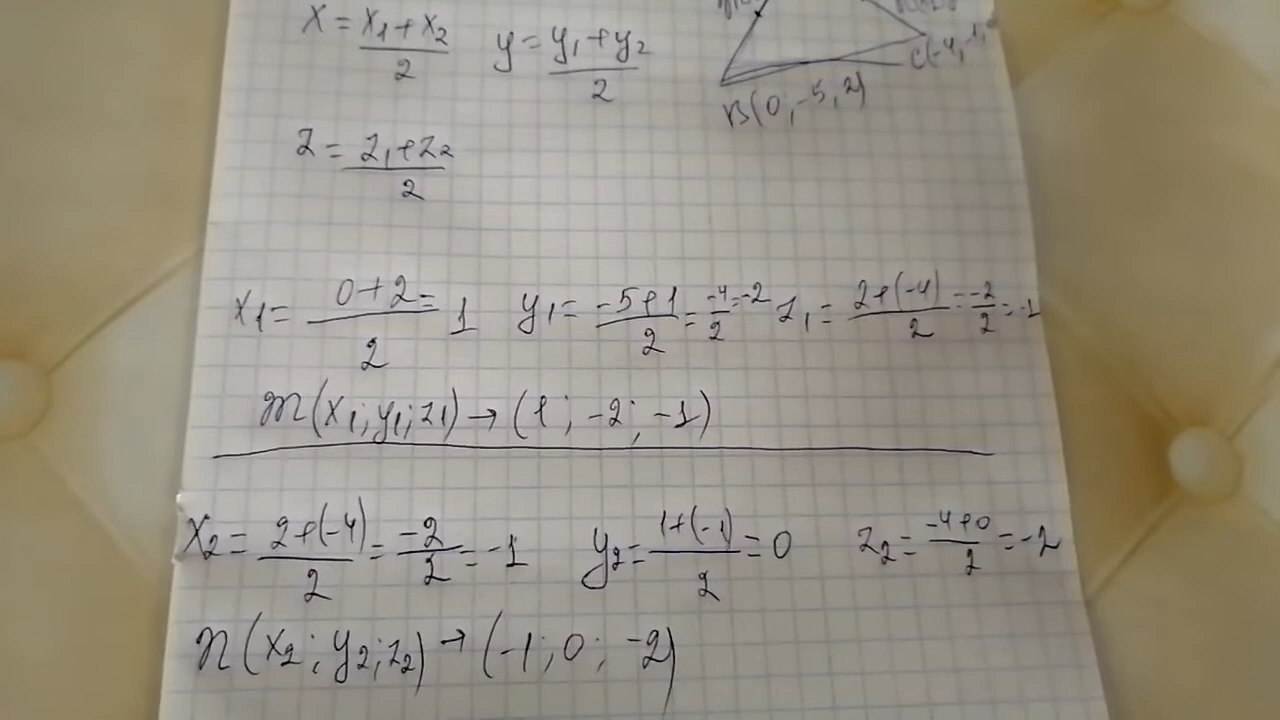 x = x₁+x₂/2 y = y₁+y₂/2
B(0, -5, 2)
z = z₁+z₂/2
x₁ = 0+2/2 = 1 y₁ = -5+1/2 = -4/2 = -2 z₁ = 2+(-4)/2 = -2/2 = -1
m(x₁; y₁; z₁) → (1; -2; -1)
x₂ = 2+(-4)/2 = -2/2 = -1 y₂ = 1+(-1)/2 = 0 z₂ = -4+0/2 = -2
n(x₂; y₂; z₂) → (-1; 0; -2)